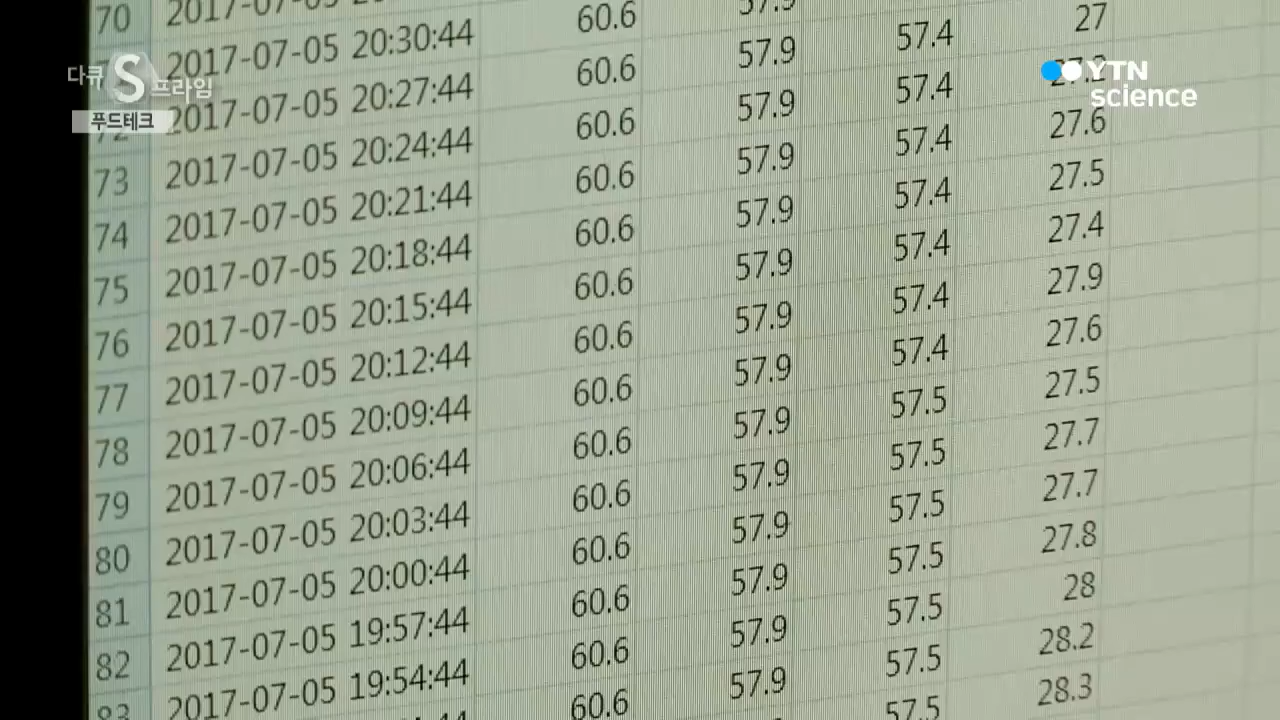 다큐 S 프라임
푸드테크
YTN
science
70 2017-07-05
2017-07-05 20:30:44 60.6 57.9
72 2017-07-05 20:27:44 60.6 57.9 57.4 27
73 2017-07-05 20:24:44 60.6 57.9 57.4
74 2017-07-05 20:21:44 60.6 57.9 57.4 27.6
75 2017-07-05 20:18:44 60.6 57.9 57.4 27.5
76 2017-07-05 20:15:44 60.6 57.9 57.4 27.4
77 2017-07-05 20:12:44 60.6 57.9 57.4 27.9
78 2017-07-05 20:09:44 60.6 57.9 57.4 27.6
79 2017-07-05 20:06:44 60.6 57.9 57.5 27.5
80 2017-07-05 20:03:44 60.6 57.9 57.5 27.7
81 2017-07-05 20:00:44 60.6 57.9 57.5 27.7
82 2017-07-05 19:57:44 60.6 57.9 57.5 27.8
83 2017-07-05 19:54:44 60.6 57.9 57.5 28
60.6 57.9 57.5 28.2
57.5 28.3